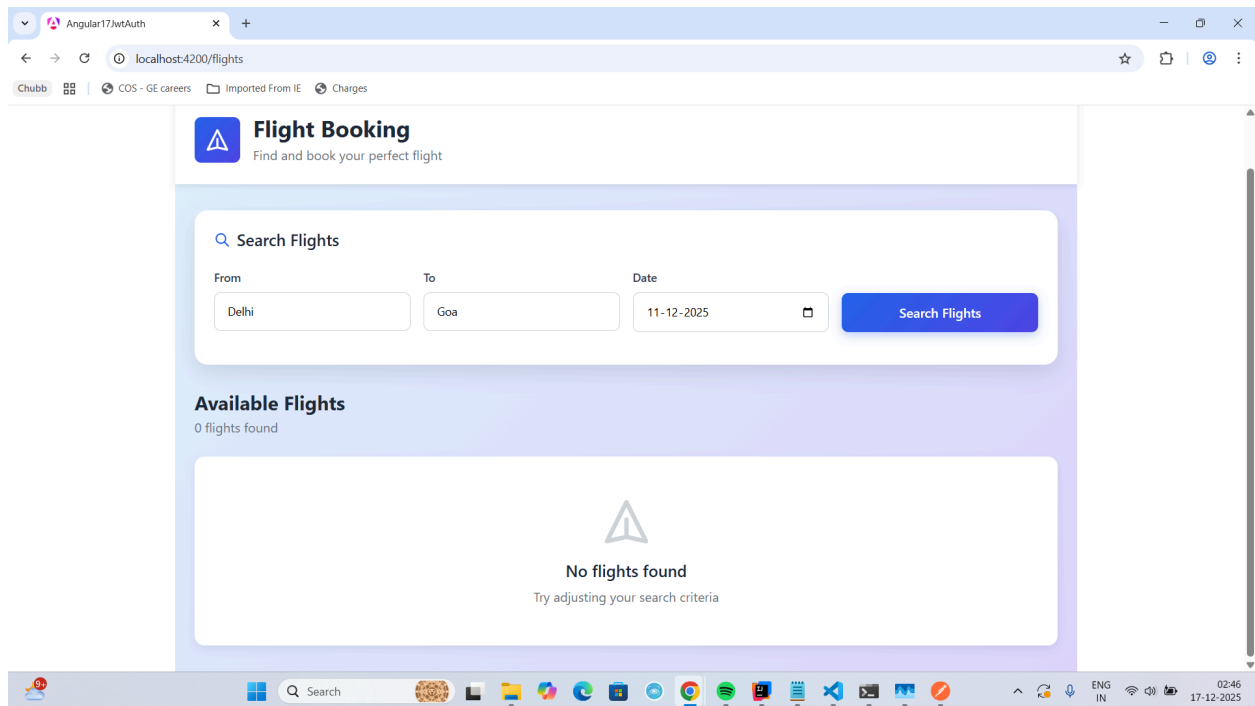 Angular17JwtAuth
localhost:4200/flights
Chubb COS - GE careers Imported From IE Charges
Flight Booking
Find and book your perfect flight
Search Flights
From To Date
Delhi Goa 11-12-2025 Search Flights
Available Flights
0 flights found
No flights found
Try adjusting your search criteria
9+ Search ENG 02:46
IN 17-12-2025